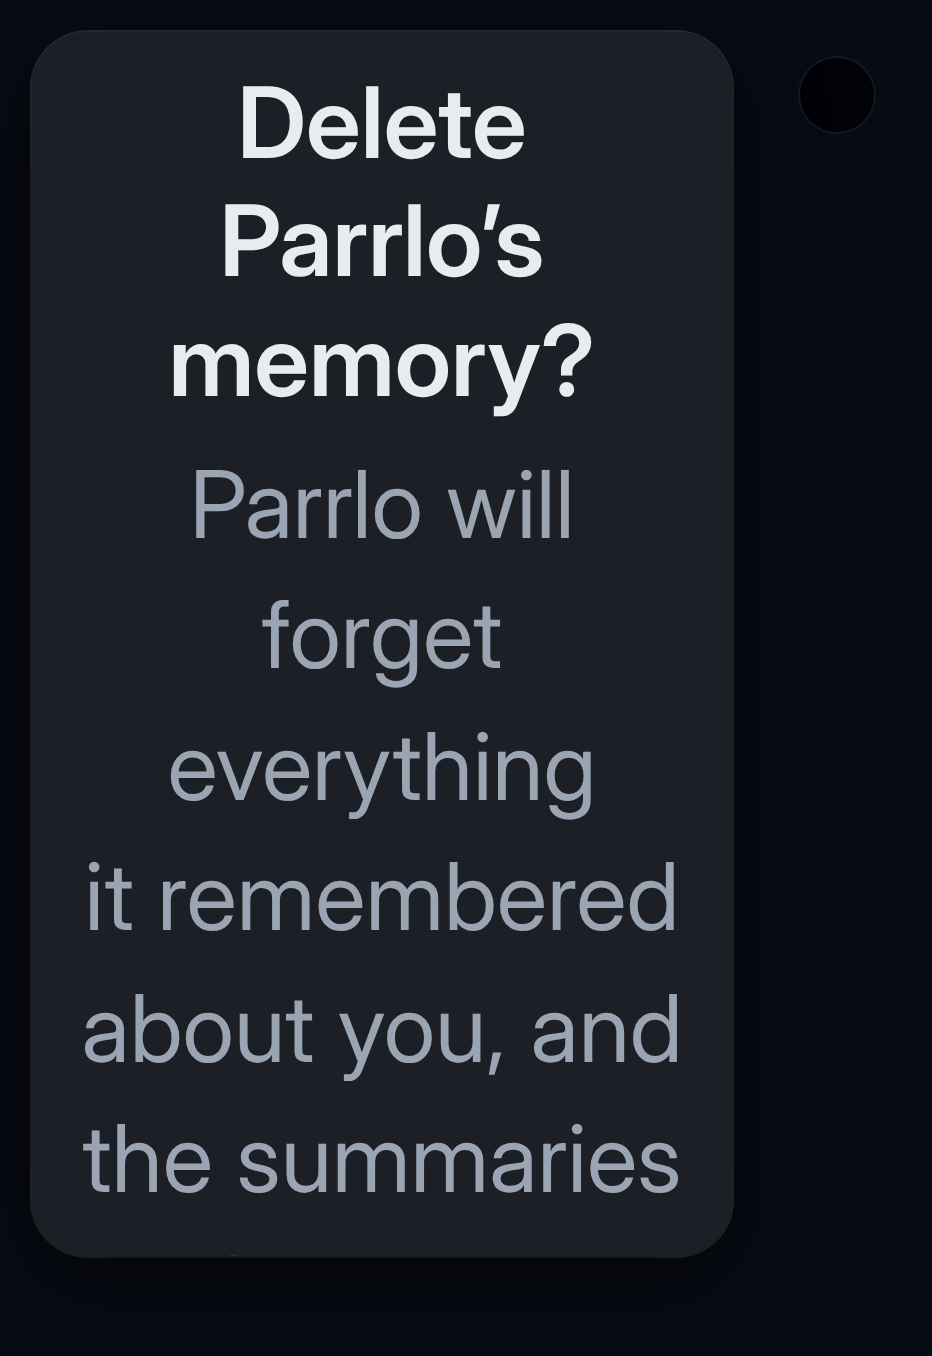 Delete
Parrlo’s
memory?
Parrlo will
forget
everything
it remembered
about you, and
the summaries